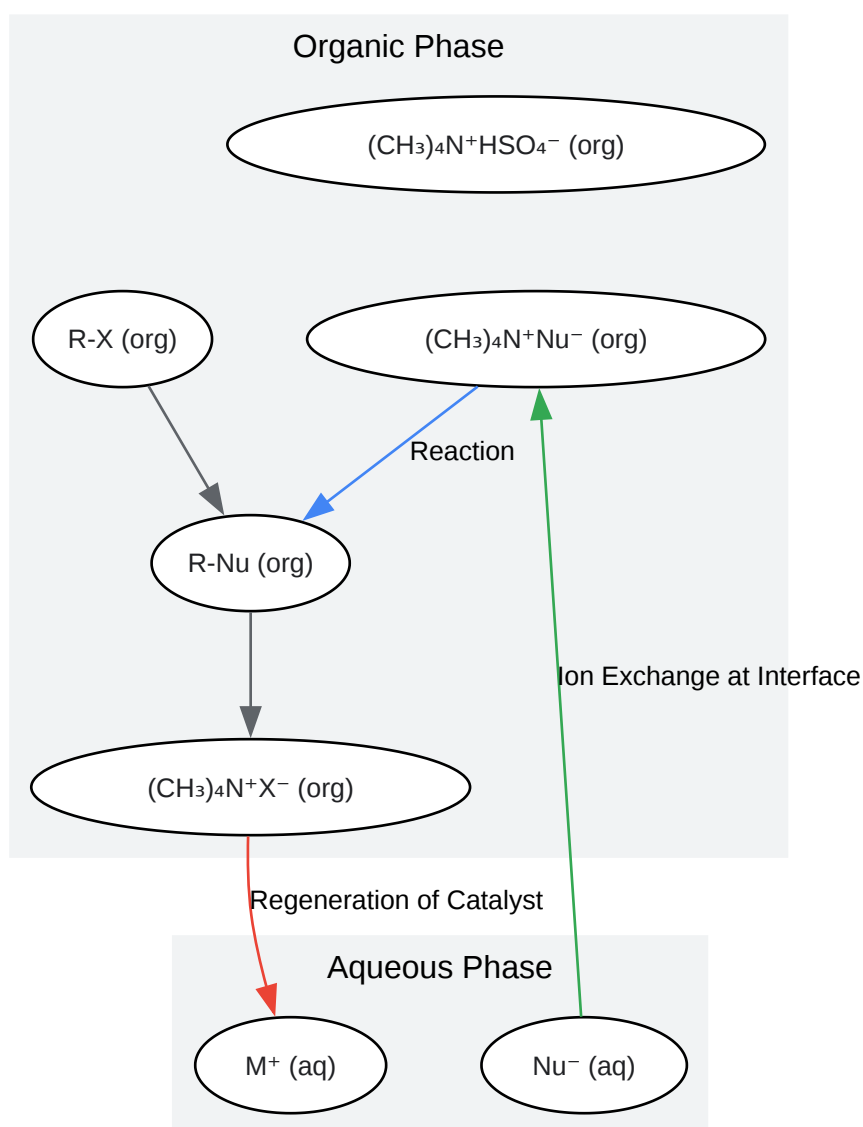 Organic Phase
(CH₃)₄N⁺HSO₄⁻ (org)
R-X (org)
(CH₃)₄N⁺Nu⁻ (org)
Reaction
R-Nu (org)
Ion Exchange at Interface
(CH₃)₄N⁺X⁻ (org)
Regeneration of Catalyst
Aqueous Phase
M⁺ (aq)
Nu⁻ (aq)